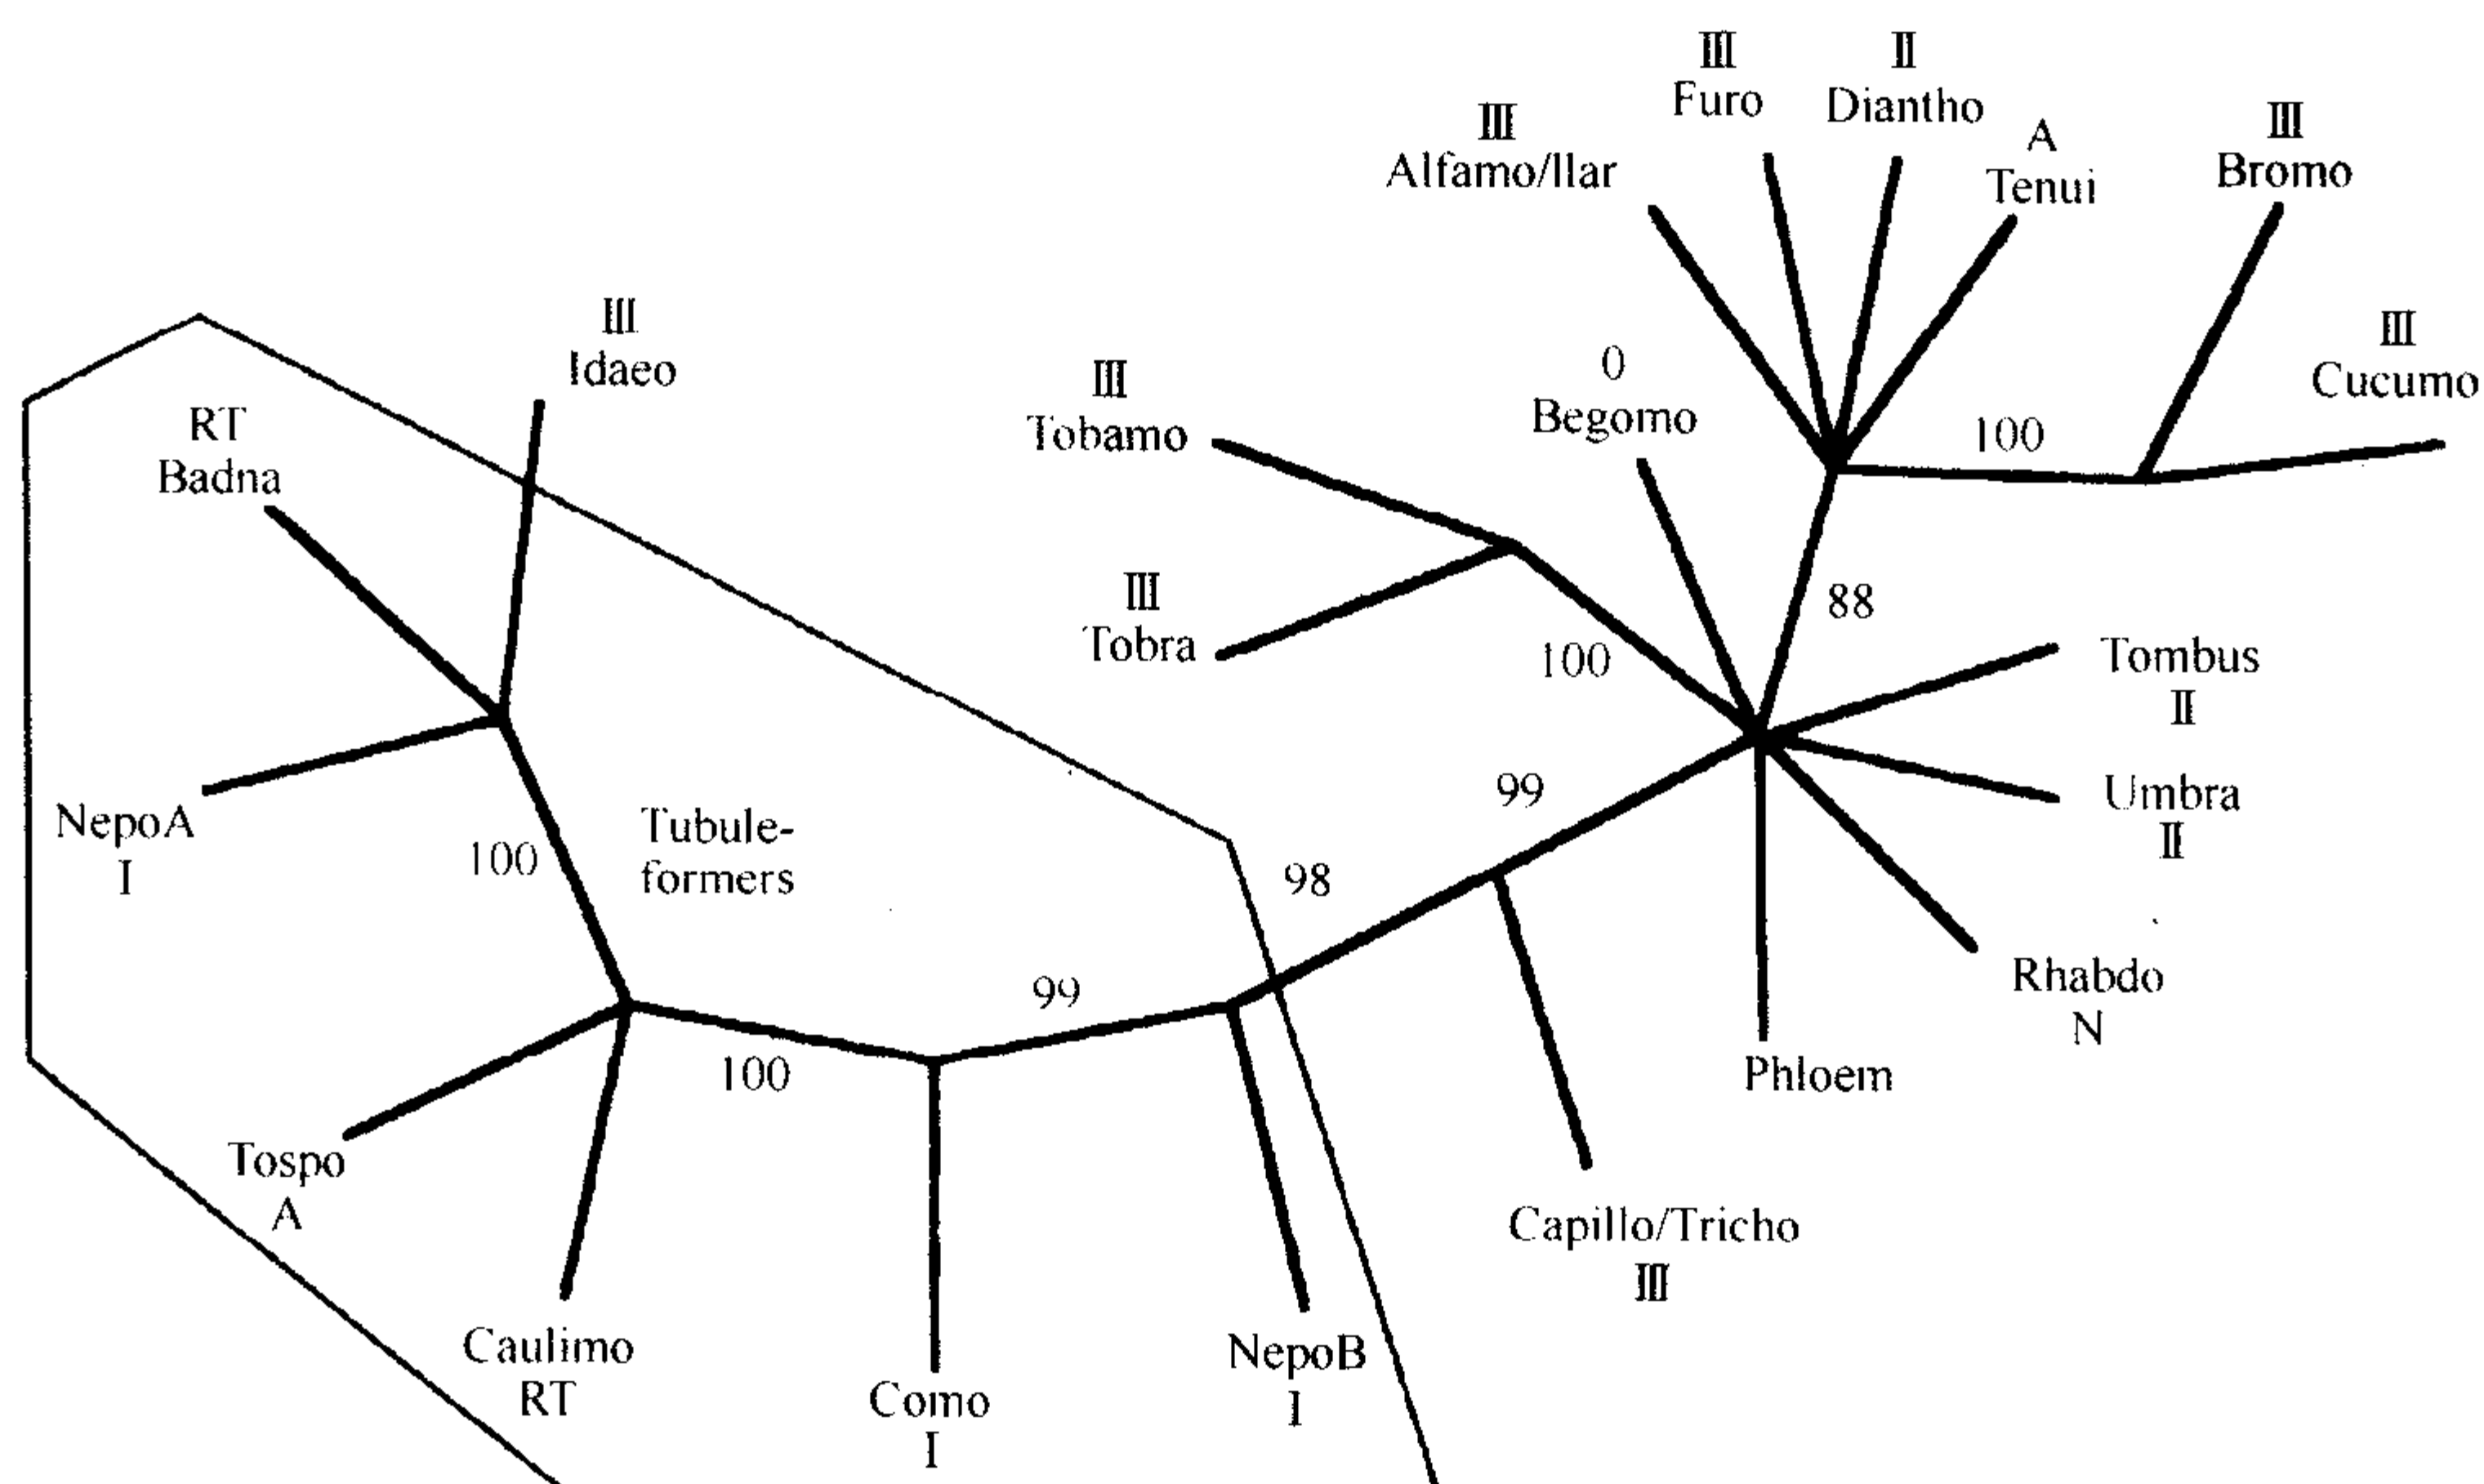 III
Furo
II
Diantho
III
Alfamo/Ilar
A
Tenui
III
Bromo
III
Idaeo
III
Cucumo
0
Begomo
III
Tobamo
100
RT
Badna
III
Tobra
88
100
Tombus
II
99
Umbra
II
NepoA
I
100
Tubule-
formers
98
99
Rhabdo
N
100
Phloem
Tospo
A
Capillo/Tricho
III
Caulimo
RT
Como
I
NepoB
I